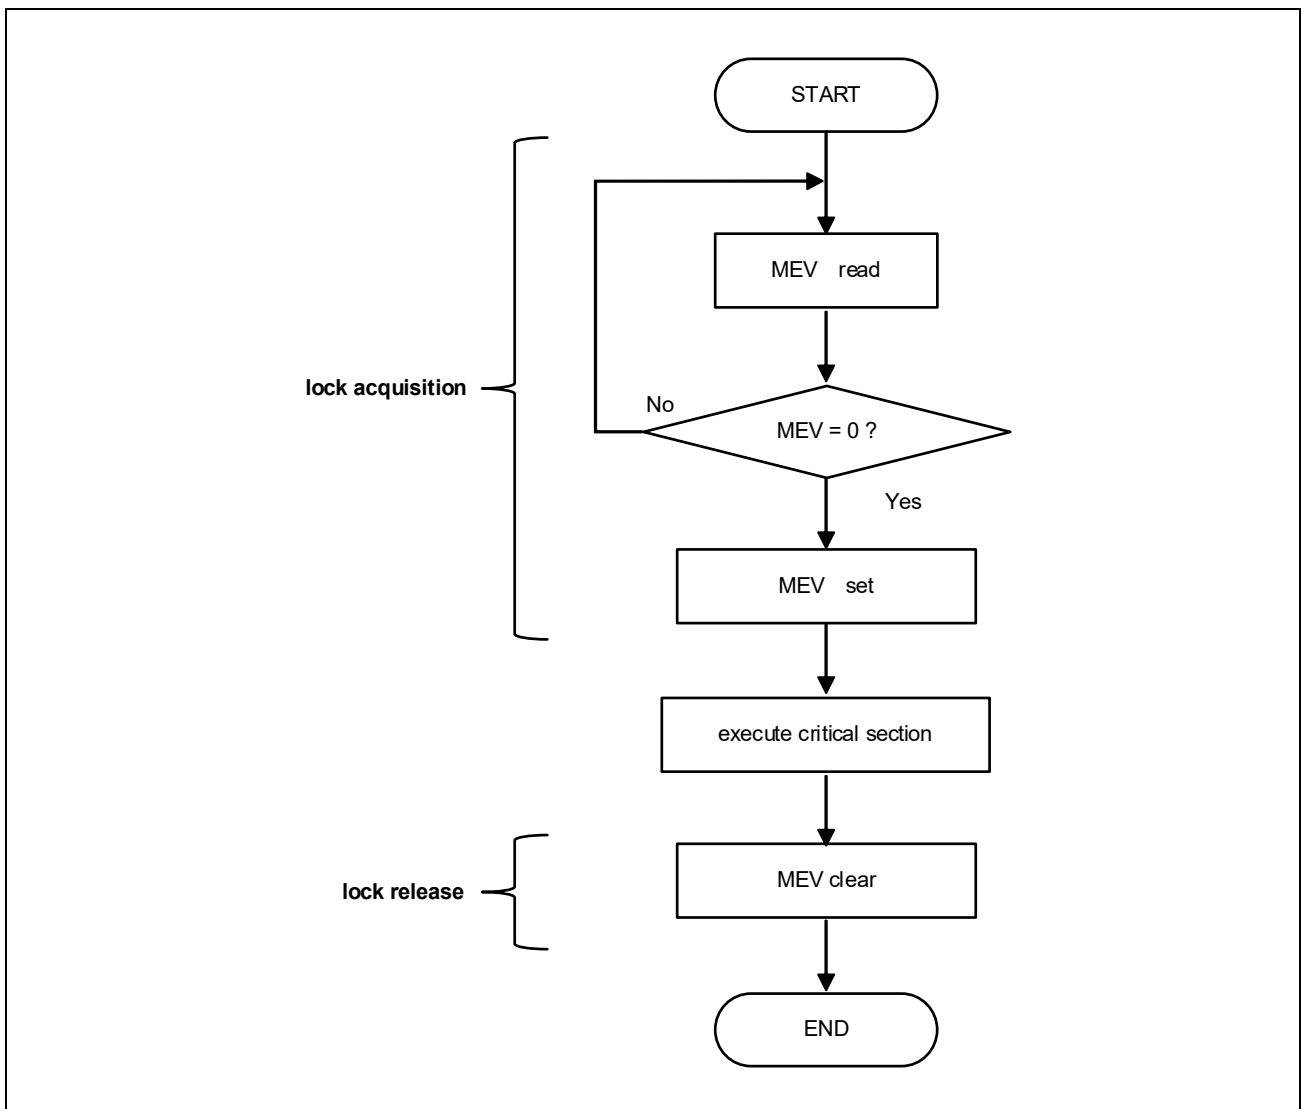 START
MEV read
lock acquisition
No
MEV = 0 ?
Yes
MEV set
execute critical section
MEV clear
lock release
END